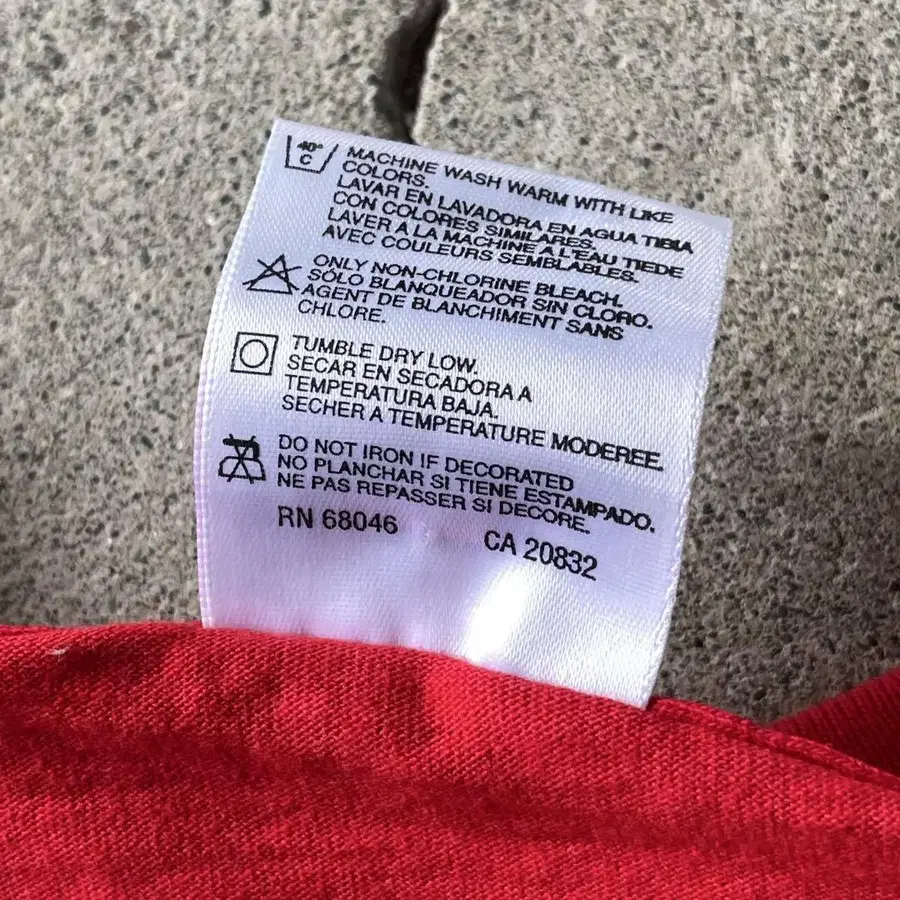 40°
C
MACHINE WASH WARM WITH LIKE
COLORS.
LAVAR EN LAVADORA EN AGUA TIBIA
CON COLORES SIMILARES.
LAVER A LA MACHINE A L'EAU TIEDE
AVEC COULEURS SEMBLABLES.
ONLY NON-CHLORINE BLEACH.
SÓLO BLANQUEADOR SIN CLORO.
AGENT DE BLANCHIMENT SANS
CHLORE.
TUMBLE DRY LOW.
SECAR EN SECADORA A
TEMPERATURA BAJA.
SECHER A TEMPERATURE MODEREE.
DO NOT IRON IF DECORATED
NO PLANCHAR SI TIENE ESTAMPADO.
NE PAS REPASSER SI DECORE.
RN 68046 CA 20832